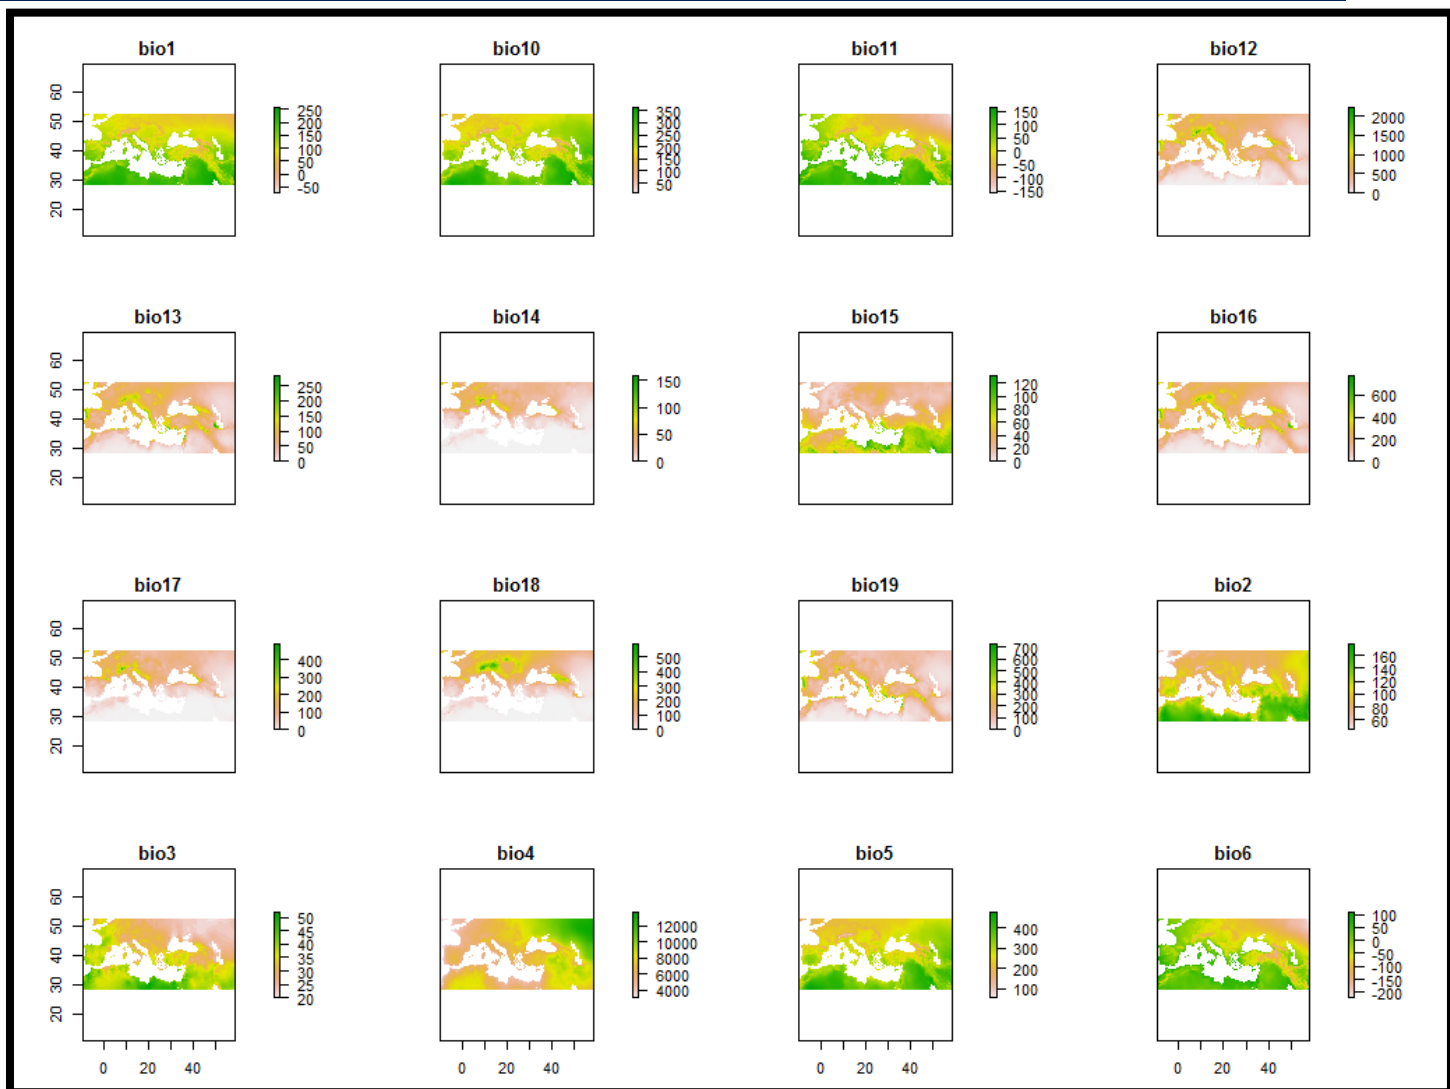 bio1 bio10 bio11 bio12
60 50 40 30 20
250 200 150 100 50 0 -50
350 300 250 200 150 100 50
150 100 50 0 -50 -100 -150
2000 1500 1000 500 0
bio13 bio14 bio15 bio16
60 50 40 30 20
250 200 150 100 50 0
150 100 50 0
120 100 80 60 40 20 0
600 400 200 0
bio17 bio18 bio19 bio2
60 50 40 30 20
400 300 200 100 0
500 400 300 200 100 0
700 600 500 400 300 200 100 0
160 140 120 100 80 60
bio3 bio4 bio5 bio6
60 50 40 30 20
50 45 40 35 30 25 20
12000 10000 8000 6000 4000
400 300 200 100
100 50 0 -50 -100 -150 -200
0 20 40 0 20 40 0 20 40 0 20 40